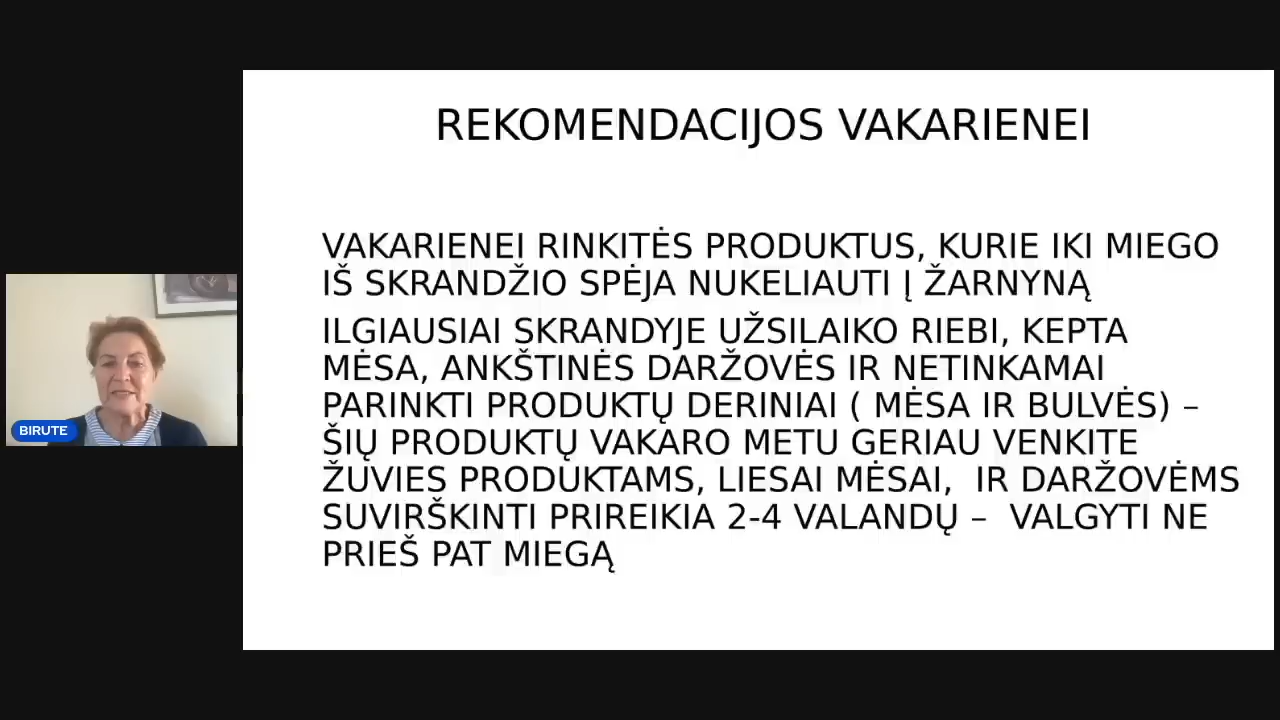 REKOMENDACIJOS VAKARIENEI
VAKARIENEI RINKITĖS PRODUKTUS, KURIE IKI MIEGO
IŠ SKRANDŽIO SPĖJA NUKELIAUTI Į ŽARNYNĄ
ILGIAUSIAI SKRANDYJE UŽSILAIKO RIEBI, KEPTA
MĖSA, ANKŠTINĖS DARŽOVĖS IR NETINKAMAI
PARINKTI PRODUKTŲ DERINIAI ( MĖSA IR BULVĖS) –
ŠIŲ PRODUKTŲ VAKARO METU GERIAU VENKITE
ŽUVIES PRODUKTAMS, LIESAI MĖSAI,  IR DARŽOVĖMS
SUVIRŠKINTI PRIREIKIA 2-4 VALANDŲ –  VALGYTI NE
PRIEŠ PAT MIEGĄ
BIRUTE